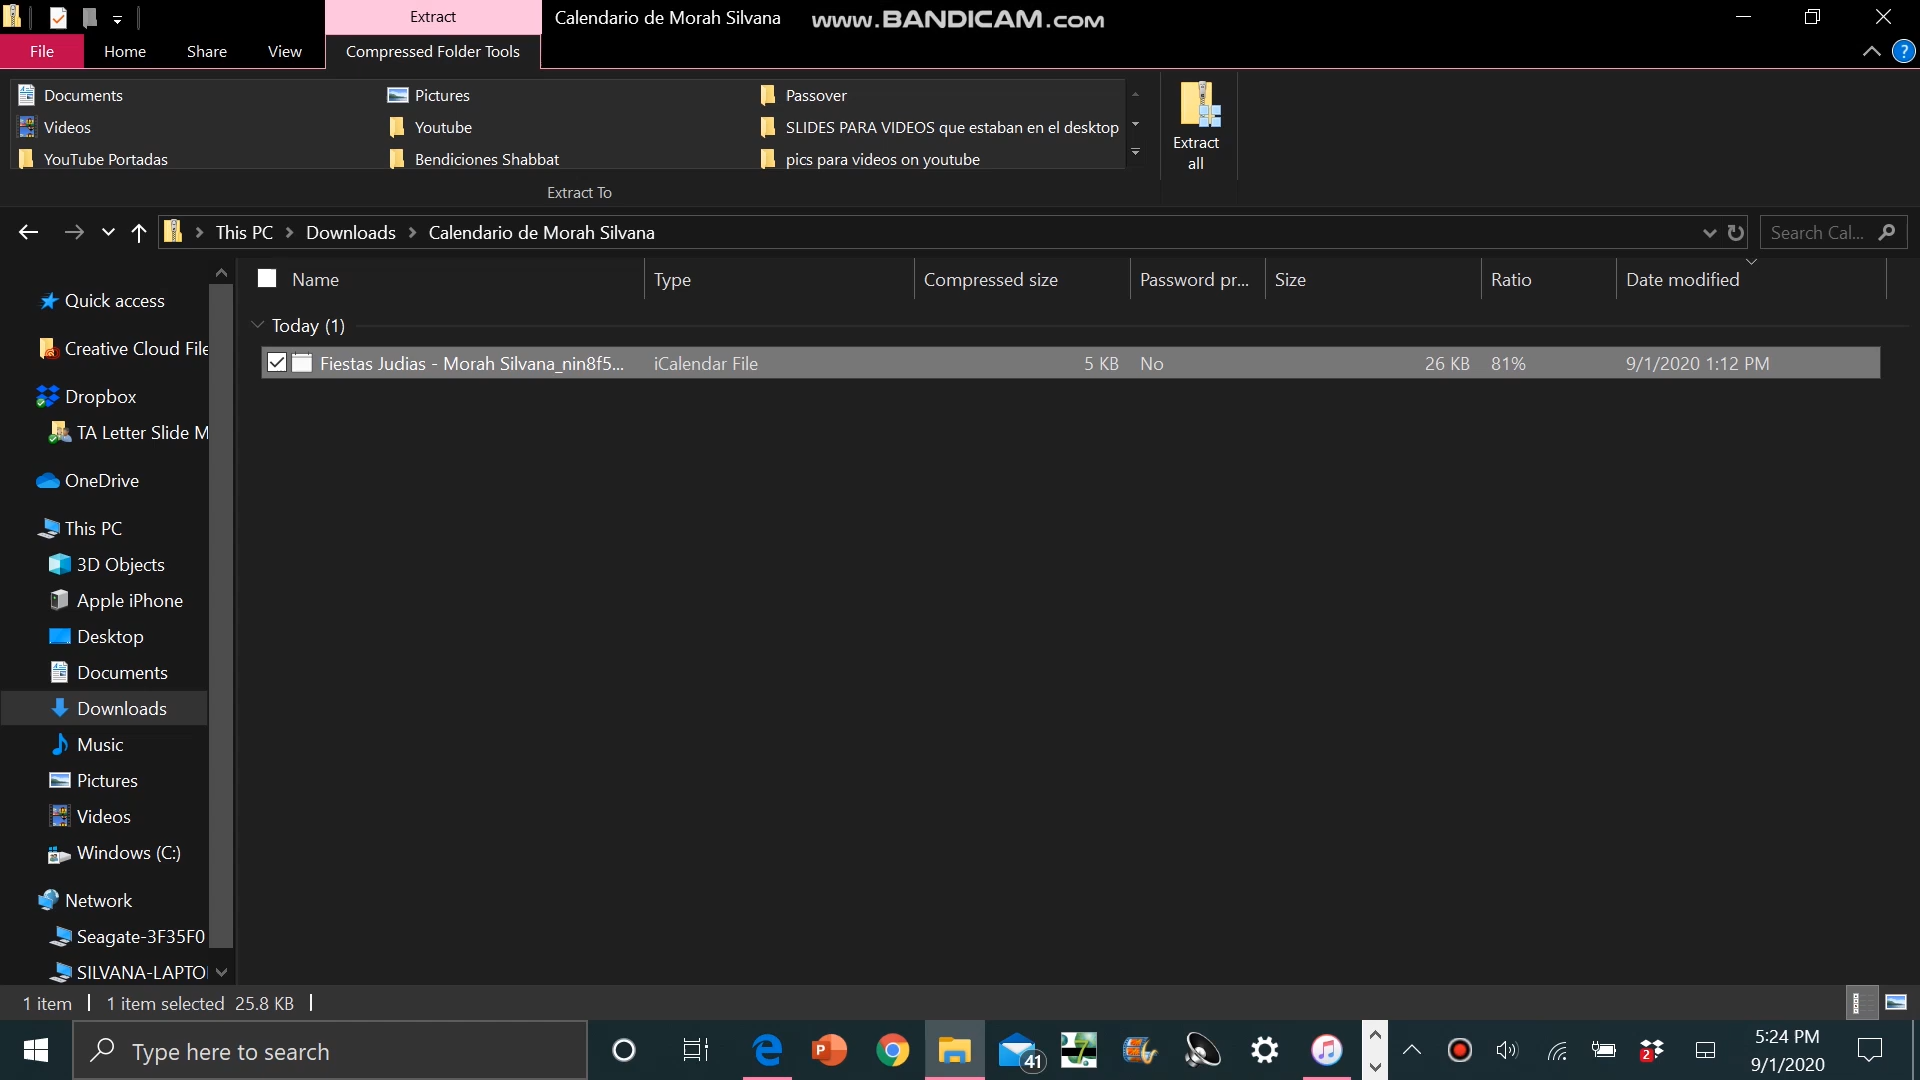 Extract
Calendario de Morah Silvana
www.BANDICAM.com
File
Home
Share
View
Compressed Folder Tools
?
Documents
Pictures
Passover
Videos
Youtube
SLIDES PARA VIDEOS que estaban en el desktop
YouTube Portadas
Bendiciones Shabbat
pics para videos on youtube
Extract all
Extract To
This PC > Downloads > Calendario de Morah Silvana
Search Cal...
Name
Type
Compressed size
Password pr...
Size
Ratio
Date modified
Today (1)
Fiestas Judias - Morah Silvana_nin8f5...
iCalendar File
5 KB
No
26 KB
81%
9/1/2020 1:12 PM
Quick access
Creative Cloud File
Dropbox
TA Letter Slide M
OneDrive
This PC
3D Objects
Apple iPhone
Desktop
Documents
Downloads
Music
Pictures
Videos
Windows (C:)
Network
Seagate-3F35F0
SILVANA-LAPTO
1 item
1 item selected 25.8 KB
Type here to search
41
2
5:24 PM
9/1/2020